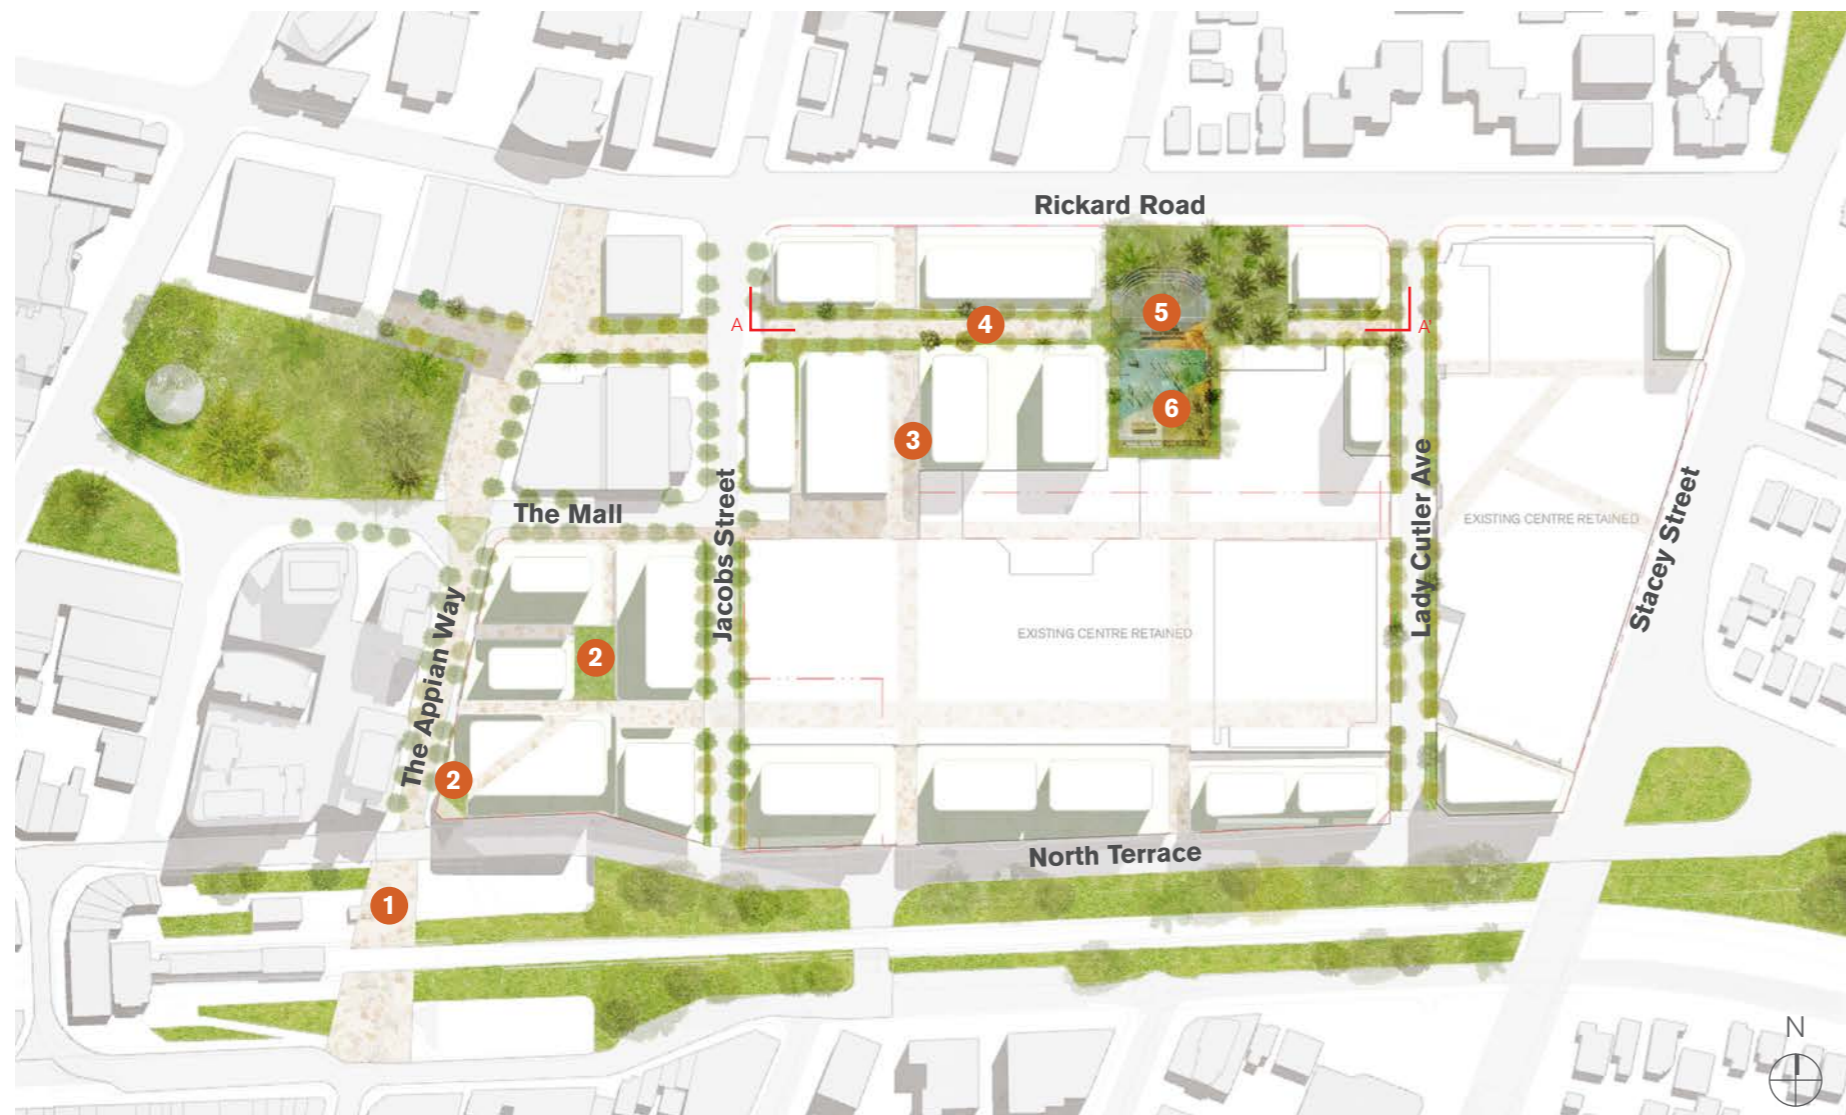 Rickard Road
A
5
4
A'
6
3
The Mall
Jacobs Street
Lady Cutler Ave
EXISTING CENTRE RETAINED
Stacey Street
The Appian Way
EXISTING CENTRE RETAINED
2
2
North Terrace
1
N